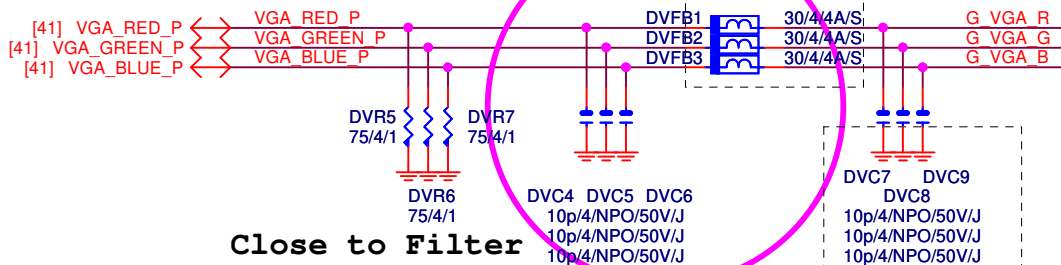 [41] VGA_RED_P VGA_RED_P DVFB1 30/4/4A/S G_VGA_R
[41] VGA_GREEN_P VGA_GREEN_P DVFB2 30/4/4A/S G_VGA_G
[41] VGA_BLUE_P VGA_BLUE_P DVFB3 30/4/4A/S G_VGA_B
DVR5 DVR7
75/4/1 75/4/1
DVR6
75/4/1
DVC4 DVC5 DVC6
10p/4/NPO/50V/J
10p/4/NPO/50V/J
10p/4/NPO/50V/J
DVC7 DVC9
DVC8
10p/4/NPO/50V/J
10p/4/NPO/50V/J
10p/4/NPO/50V/J
Close to Filter